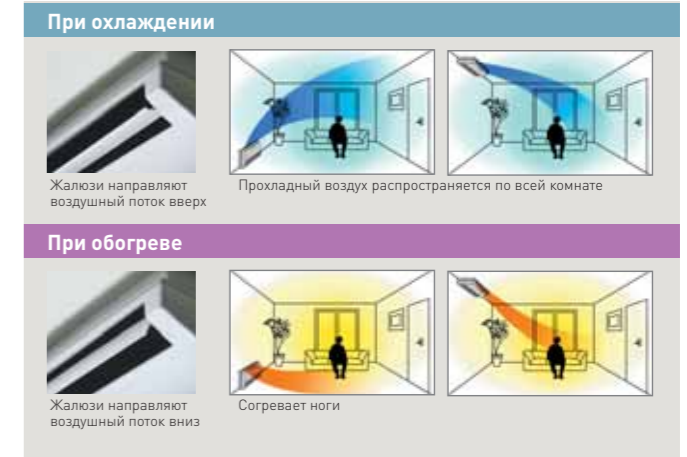 При охлаждении
Жалюзи направляют
воздушный поток вверх
Прохладный воздух распространяется по всей комнате
При обогреве
Жалюзи направляют
воздушный поток вниз
Согревает ноги